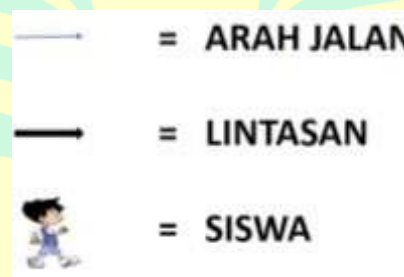 = ARAH JALAN
= LINTASAN
= SISWA